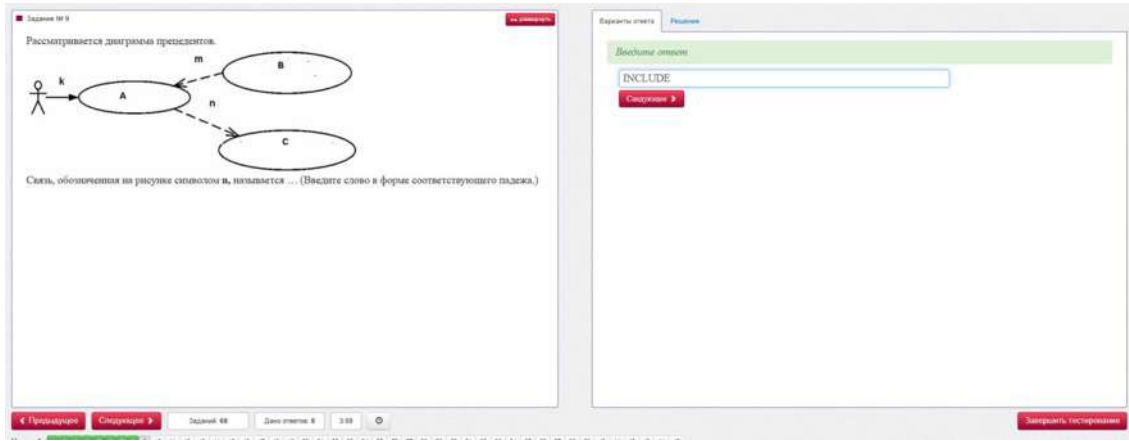 Задание № 9
развернуть
Рассматривается диаграмма прецедентов.
k
A
m
B
n
C
Связь, обозначенная на рисунке символом n, называется … (Введите слово в форме соответствующего падежа.)
Варианты ответа
Решение
Введите ответ
INCLUDE
Следующее
Предыдущее
Следующее
Заданий: 68
Дано ответов: 8
Завершить тестирование